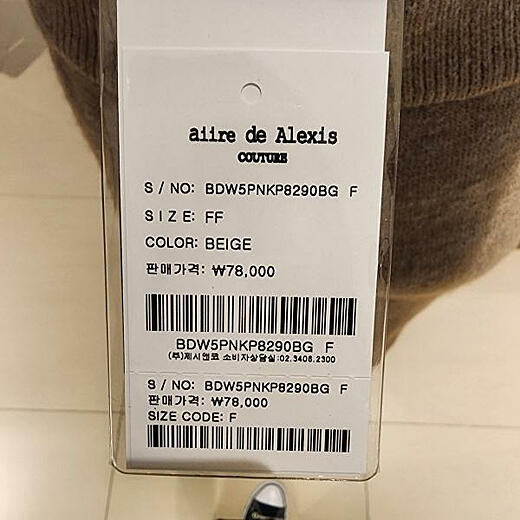 aiire de Alexis
COUTURE
S / NO: BDW5PNKP8290BG F
SIZE: FF
COLOR: BEIGE
판매가격: ₩78,000
BDW5PNKP8290BG F
(주)제시앤코 소비자상담실:02.3408.2300
S / NO: BDW5PNKP8290BG F
판매가격: ₩78,000
SIZE CODE: F